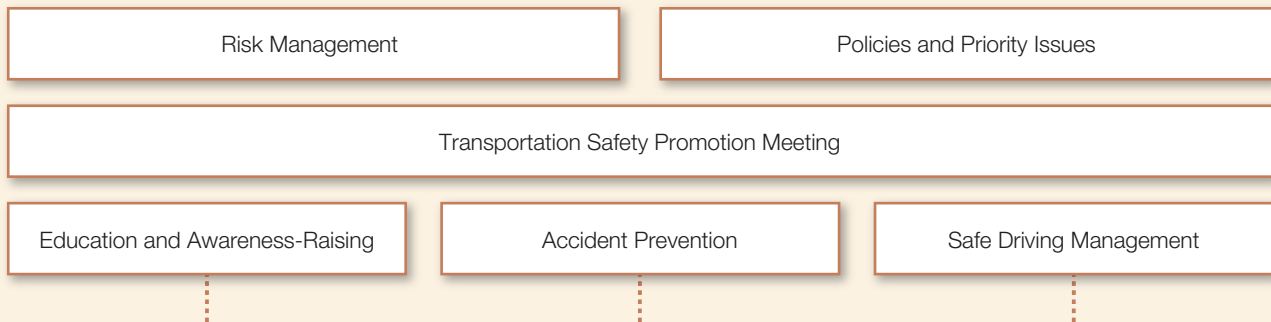 Risk Management
Policies and Priority Issues
Transportation Safety Promotion Meeting
Education and Awareness-Raising
Accident Prevention
Safe Driving Management